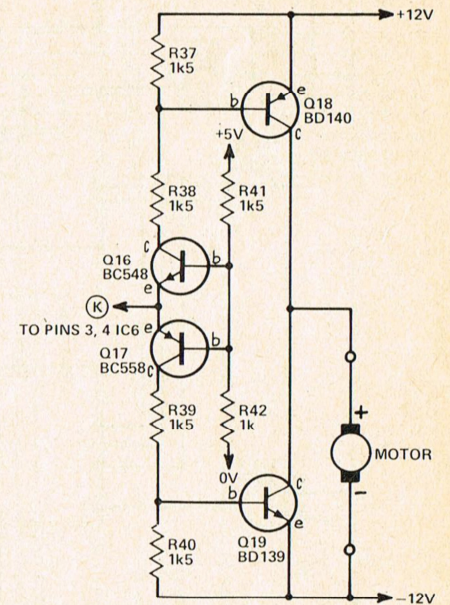 +12V
R37
1k5
e
b
Q18
BD140
c
+5V
R38
1k5
R41
1k5
c
Q16
BC548
b
e
K
TO PINS 3, 4 IC6
e
Q17
BC558
b
c
R39
1k5
R42
1k
+
MOTOR
−
0V
b
c
e
Q19
BD139
R40
1k5
−12V